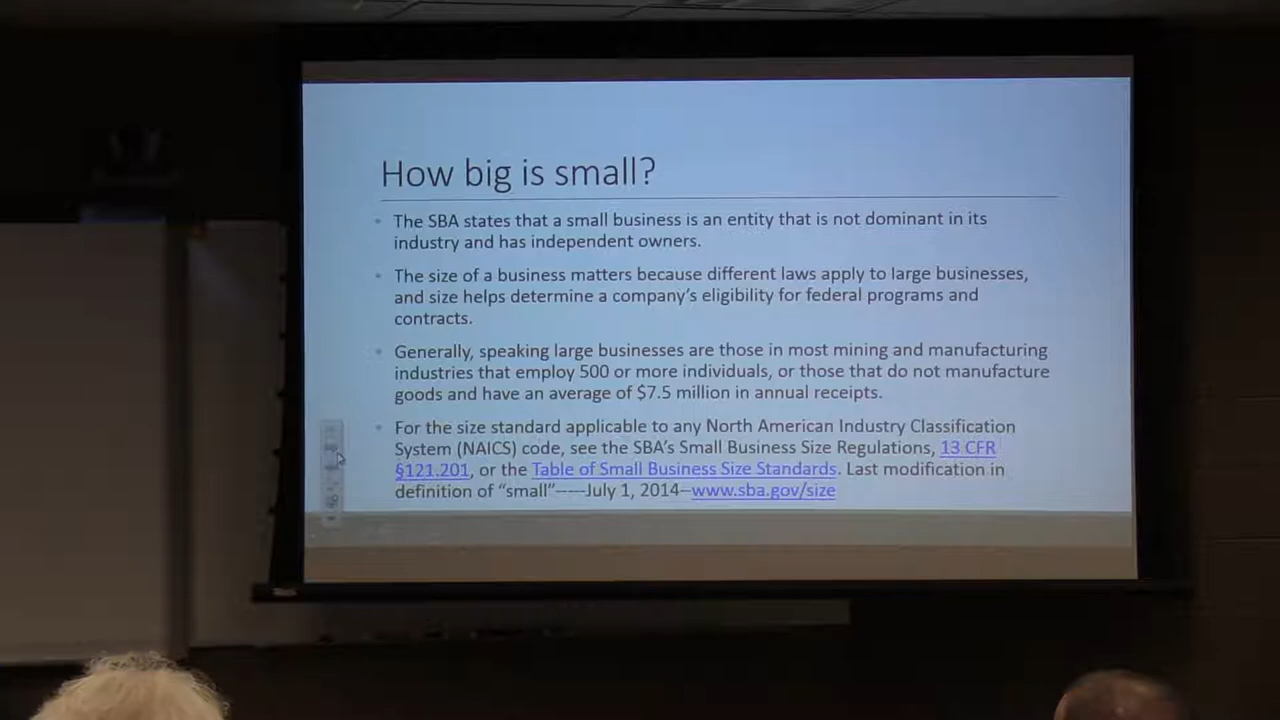 How big is small?
The SBA states that a small business is an entity that is not dominant in its
industry and has independent owners.
The size of a business matters because different laws apply to large businesses,
and size helps determine a company's eligibility for federal programs and
contracts.
Generally, speaking large businesses are those in most mining and manufacturing
industries that employ 500 or more individuals, or those that do not manufacture
goods and have an average of $7.5 million in annual receipts.
For the size standard applicable to any North American Industry Classification
System (NAICS) code, see the SBA's Small Business Size Regulations, 13 CFR
§121.201, or the Table of Small Business Size Standards. Last modification in
definition of "small"-----July 1, 2014--www.sba.gov/size